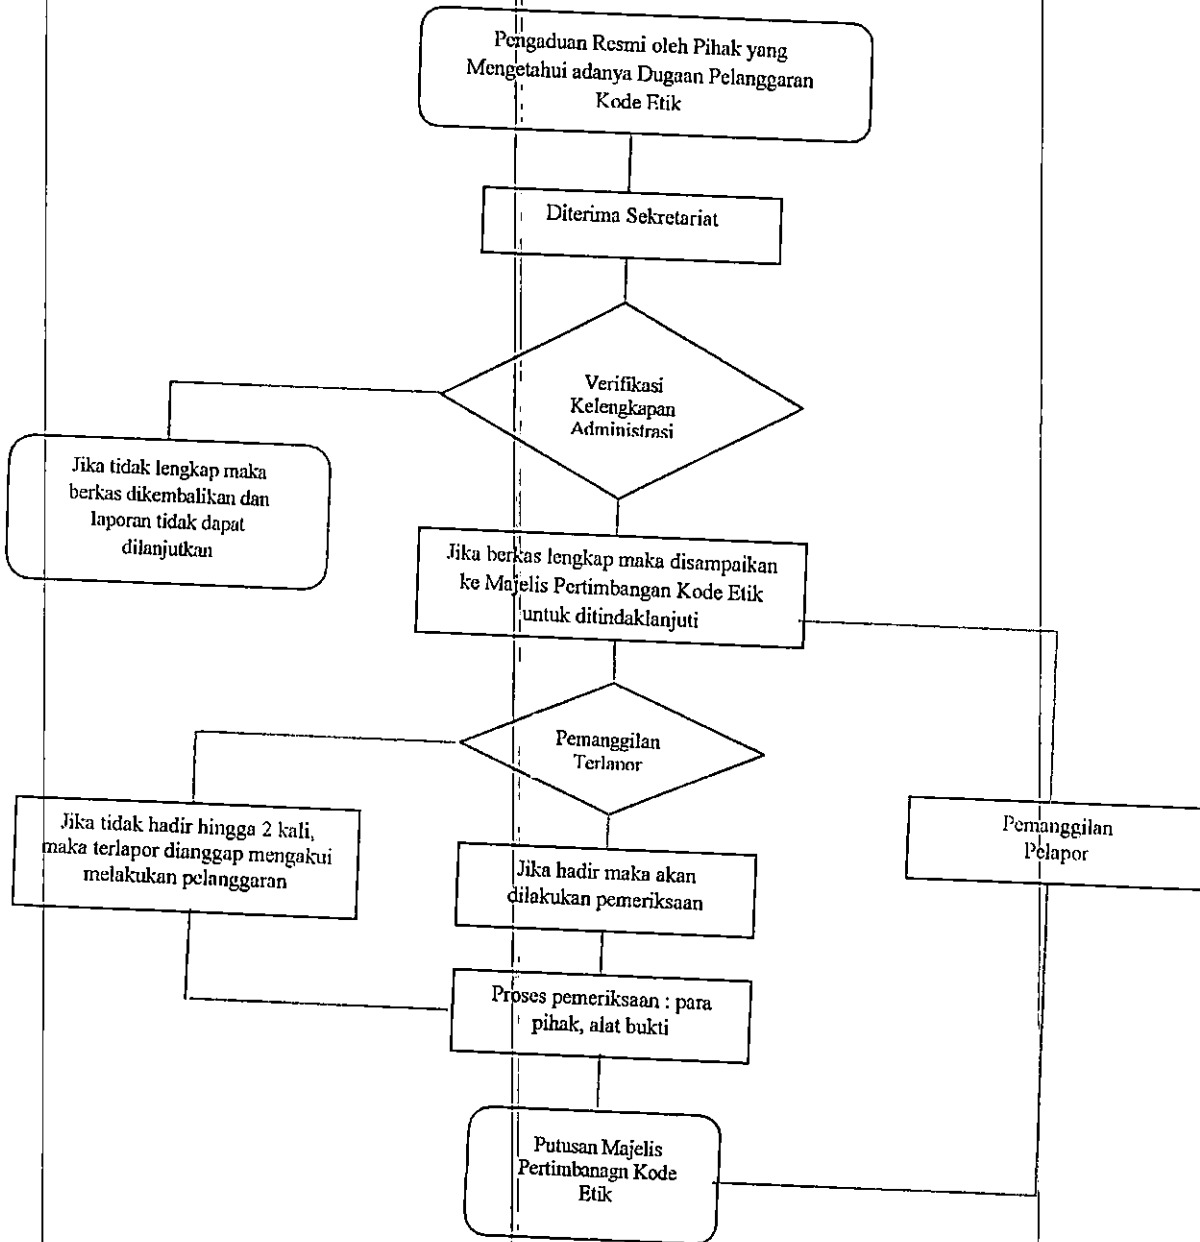 Pengaduan Resmi oleh Pihak yang
Mengetahui adanya Dugaan Pelanggaran
Kode Etik
Diterima Sekretariat
Verifikasi
Kelengkapan
Administrasi
Jika tidak lengkap maka
berkas dikembalikan dan
laporan tidak dapat
dilanjutkan
Jika berkas lengkap maka disampaikan
ke Majelis Pertimbangan Kode Etik
untuk ditindaklanjuti
Pemanggilan
Terlapor
Jika tidak hadir hingga 2 kali,
maka terlapor dianggap mengakui
melakukan pelanggaran
Jika hadir maka akan
dilakukan pemeriksaan
Pemanggilan
Pelapor
Proses pemeriksaan : para
pihak, alat bukti
Putusan Majelis
Pertimbanagn Kode
Etik